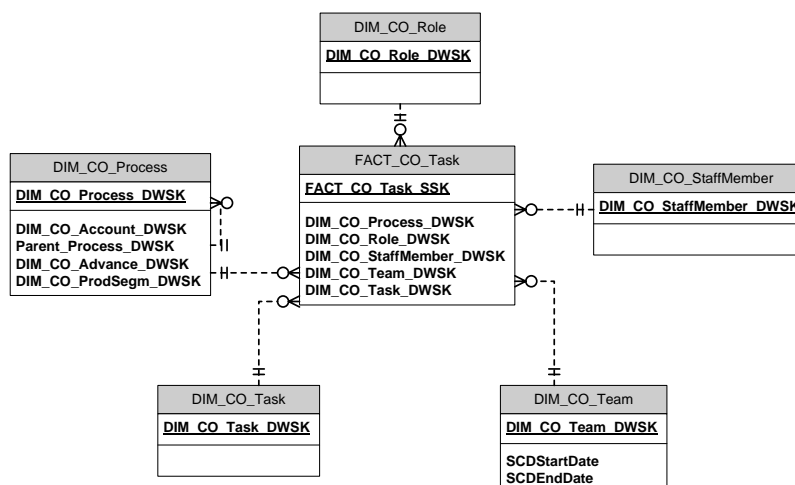 DIM_CO_Role
DIM_CO_Role_DWSK
DIM_CO_Process
DIM_CO_Process_DWSK
DIM_CO_Account_DWSK
Parent_Process_DWSK
DIM_CO_Advance_DWSK
DIM_CO_ProdSegm_DWSK
FACT_CO_Task
FACT_CO_Task_SSK
DIM_CO_Process_DWSK
DIM_CO_Role_DWSK
DIM_CO_StaffMember_DWSK
DIM_CO_Team_DWSK
DIM_CO_Task_DWSK
DIM_CO_StaffMember
DIM_CO_StaffMember_DWSK
DIM_CO_Task
DIM_CO_Task_DWSK
DIM_CO_Team
DIM_CO_Team_DWSK
SCDStartDate
SCDEndDate